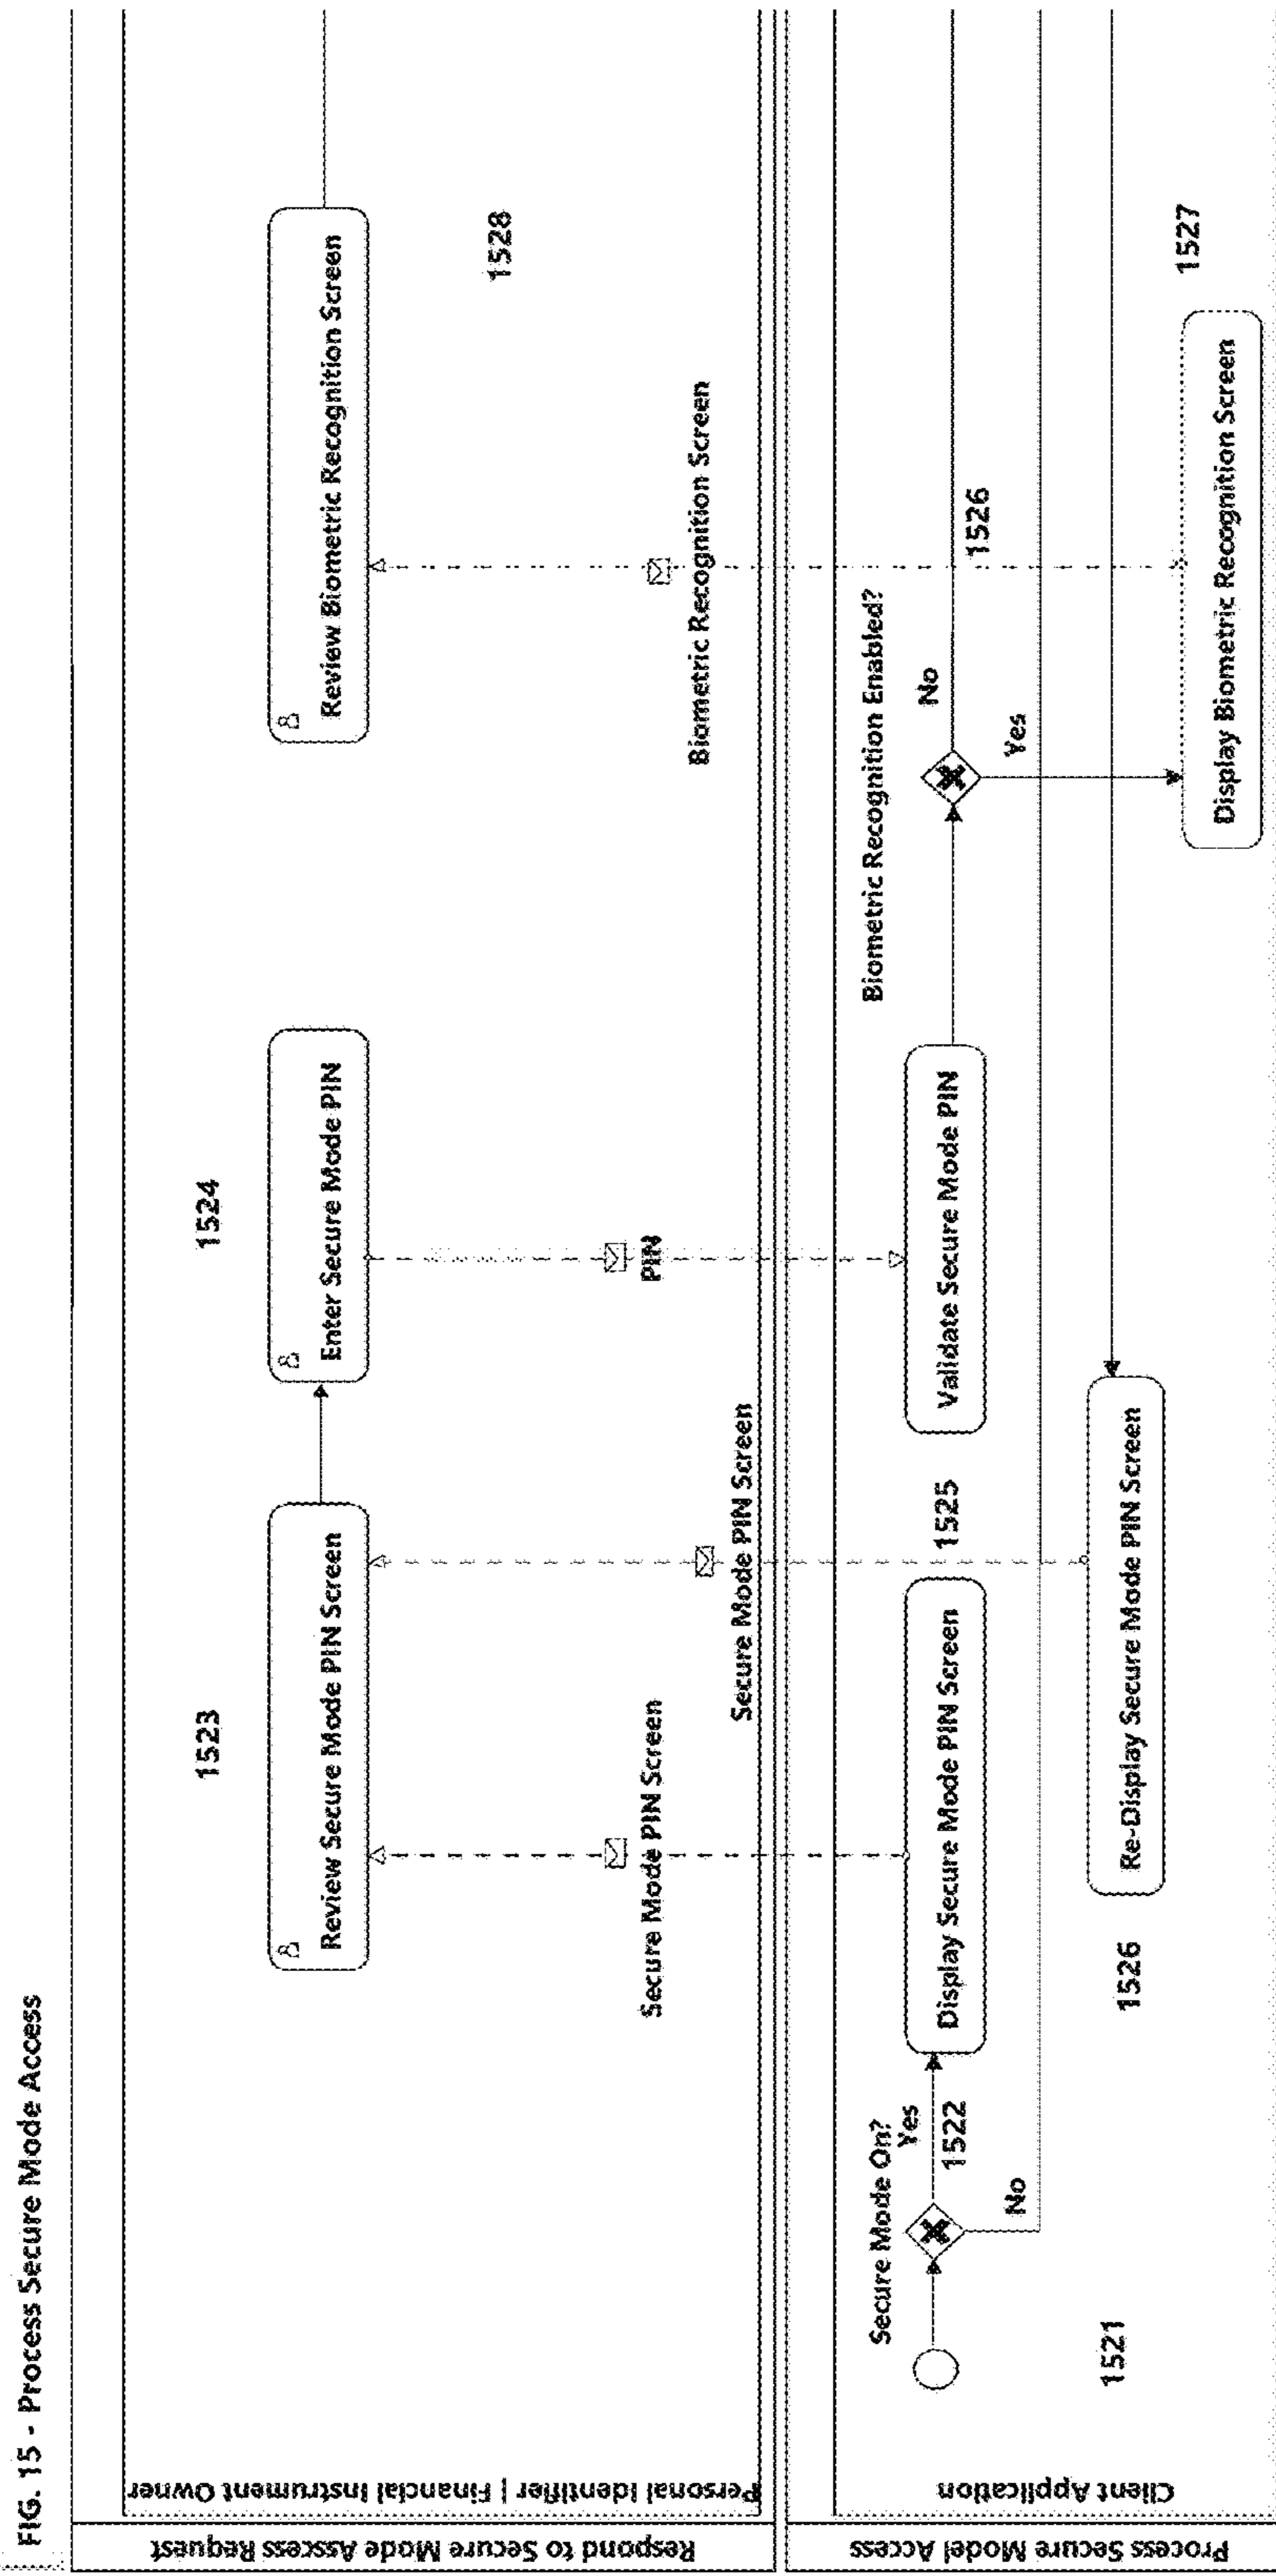 FIG. 15 - Process Secure Mode Access
Respond to Secure Mode Asscess Request
Personal Identifier | Financial Instrument Owner
1523
1524
Review Secure Mode PIN Screen
Enter Secure Mode PIN
Review Biometric Recognition Screen
1528
Secure Mode PIN Screen
PIN
Biometric Recognition Screen
Secure Mode PIN Screen
Process Secure Model Access
Client Application
Secure Mode On?
Yes
1522
No
1521
Display Secure Mode PIN Screen
1525
Validate Secure Mode PIN
Biometric Recognition Enabled?
No
1526
Yes
1526
Re-Display Secure Mode PIN Screen
1527
Display Biometric Recognition Screen